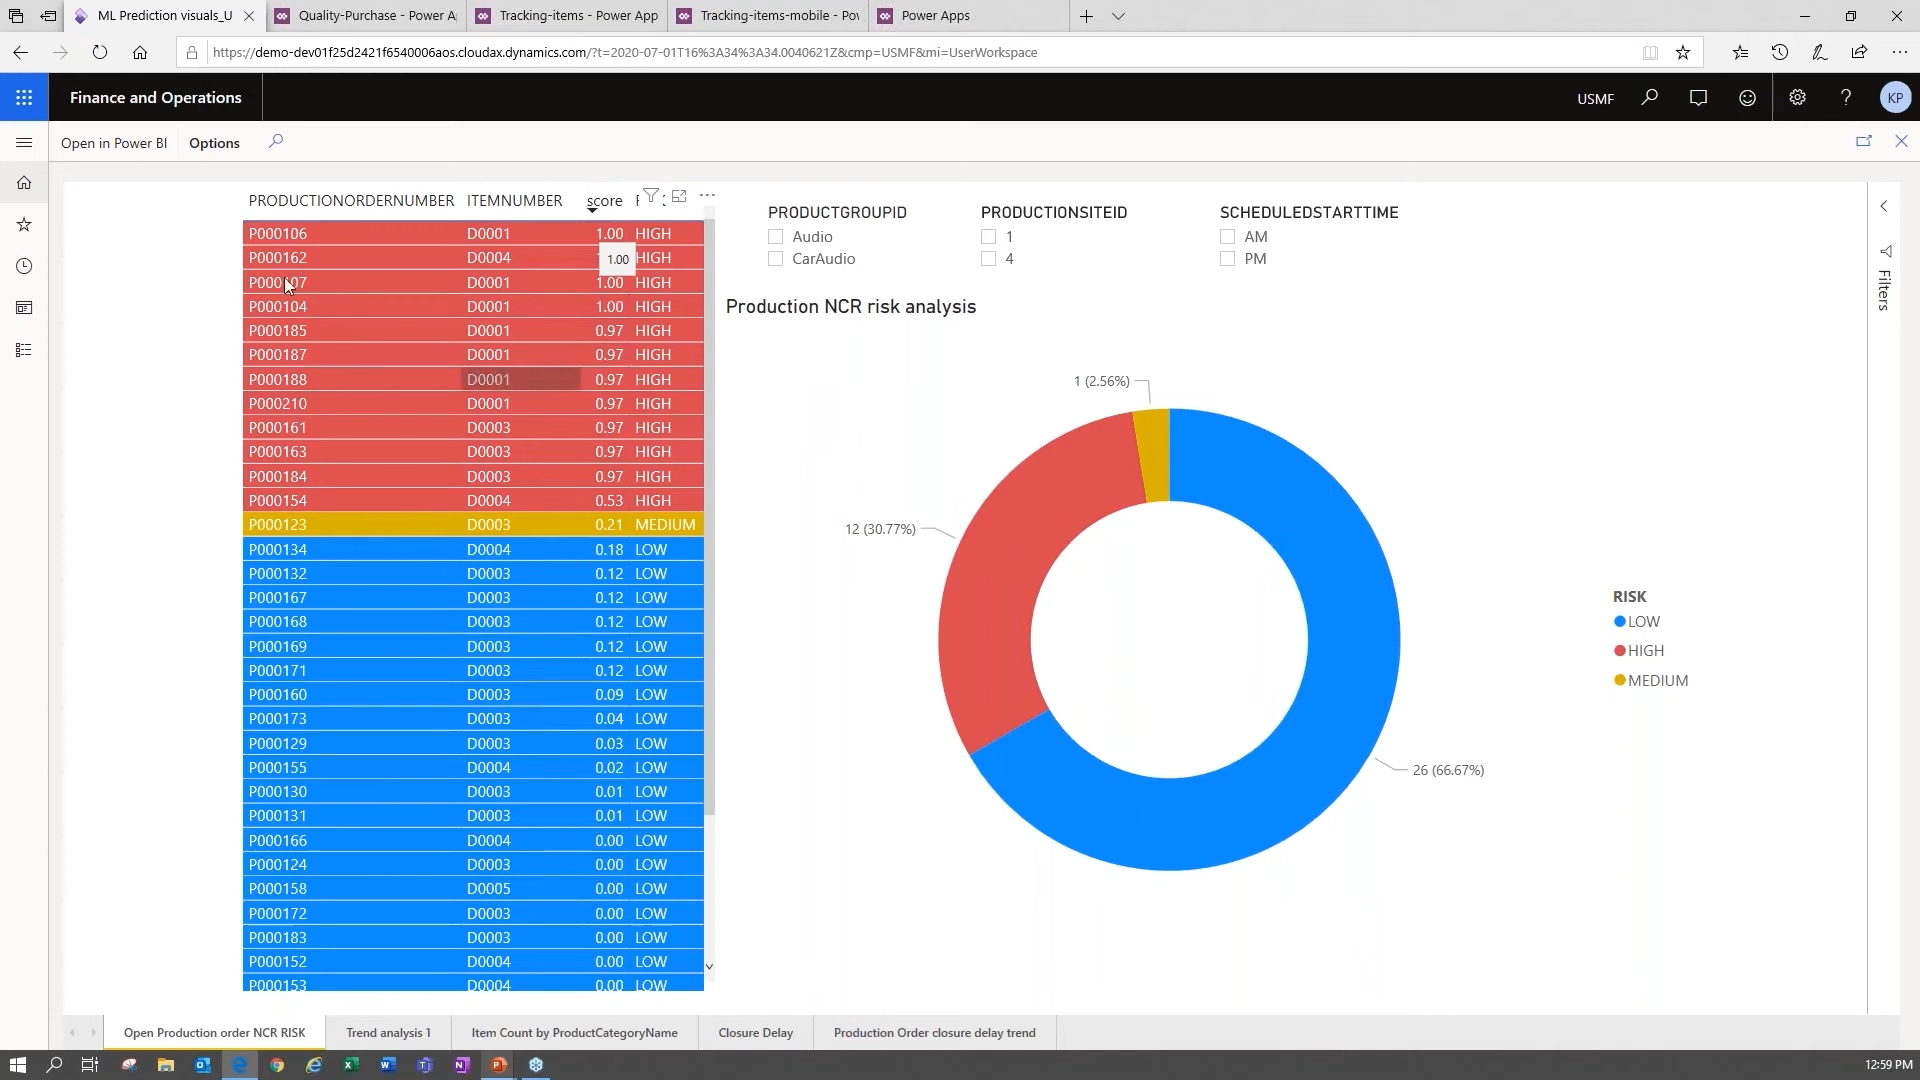 ML Prediction visuals_U
Quality-Purchase - Power A
Tracking-items - Power App
Tracking-items-mobile - Po
Power Apps
https://demo-dev01f25d2421f6540006aos.cloudax.dynamics.com/?t=2020-07-01T16%3A34%3A34.0040621Z&cmp=USMF&mi=UserWorkspace
Finance and Operations
USMF
?
KP
Open in Power BI
Options
PRODUCTIONORDERNUMBER ITEMNUMBER score
P000106 D0001 1.00 HIGH
P000162 D0004 HIGH
1.00
P000107 D0001 1.00 HIGH
P000104 D0001 1.00 HIGH
P000185 D0001 0.97 HIGH
P000187 D0001 0.97 HIGH
P000188 D0001 0.97 HIGH
P000210 D0001 0.97 HIGH
P000161 D0003 0.97 HIGH
P000163 D0003 0.97 HIGH
P000184 D0003 0.97 HIGH
P000154 D0004 0.53 HIGH
P000123 D0003 0.21 MEDIUM
P000134 D0004 0.18 LOW
P000132 D0003 0.12 LOW
P000167 D0003 0.12 LOW
P000168 D0003 0.12 LOW
P000169 D0003 0.12 LOW
P000171 D0003 0.12 LOW
P000160 D0003 0.09 LOW
P000173 D0003 0.04 LOW
P000129 D0003 0.03 LOW
P000155 D0004 0.02 LOW
P000130 D0003 0.01 LOW
P000131 D0003 0.01 LOW
P000166 D0004 0.00 LOW
P000124 D0003 0.00 LOW
P000158 D0005 0.00 LOW
P000172 D0003 0.00 LOW
P000183 D0003 0.00 LOW
P000152 D0004 0.00 LOW
P000153 D0004 0.00 LOW
PRODUCTGROUPID
Audio
CarAudio
PRODUCTIONSITEID
1
4
SCHEDULEDSTARTTIME
AM
PM
Production NCR risk analysis
1 (2.56%)
12 (30.77%)
26 (66.67%)
RISK
LOW
HIGH
MEDIUM
Filters
Open Production order NCR RISK
Trend analysis 1
Item Count by ProductCategoryName
Closure Delay
Production Order closure delay trend
12:59 PM